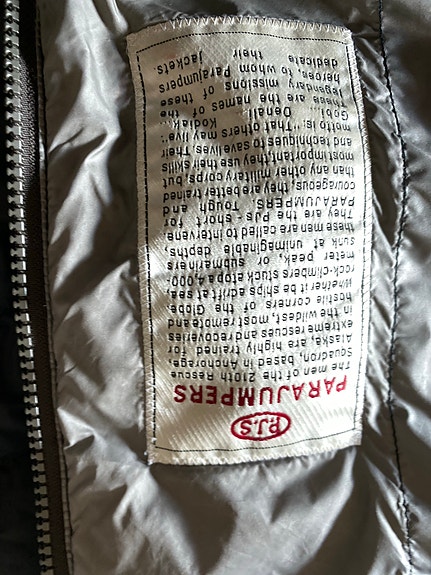 P.J.S
PARAJUMPERS
The men of the 210th Rescue
Squadron, based in Anchorage,
Alaska, are highly trained for
extreme rescues and recoveries
in the wildest, most remote and
hostile corners of the Globe.
Whether it be ships adrift at sea,
rock-climbers stuck atop a 4,000
meter peak, or submariners
sunk at unimaginable depths,
these men are called to intervene
They are the PJs - short for
PARAJUMPERS. Tough and
courageous, they are better trained
than any other military corps, but,
most important, they use their skills
and techniques to save lives. Their
motto is: "That others may live".
Gobi... Denali... Kodiak...
These are the names of the
legendary missions of these
heroes, to whom Parajumpers
dedicate their jackets